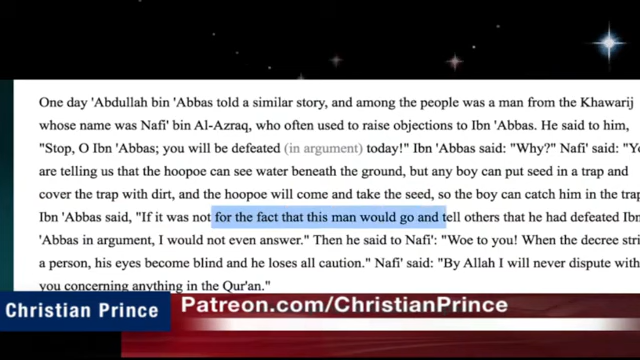 One day 'Abdullah bin 'Abbas told a similar story, and among the people was a man from the Khawarij
whose name was Nafi' bin Al-Azraq, who often used to raise objections to Ibn 'Abbas. He said to him,
"Stop, O Ibn 'Abbas; you will be defeated (in argument) today!" Ibn 'Abbas said: "Why?" Nafi' said:
are telling us that the hoopoe can see water beneath the ground, but any boy can put seed in a trap and
cover the trap with dirt, and the hoopoe will come and take the seed, so the boy can catch him in the trap
Ibn 'Abbas said, "If it was not for the fact that this man would go and tell others that he had defeated
'Abbas in argument, I would not even answer." Then he said to Nafi': "Woe to you! When the decree
a person, his eyes become blind and he loses all caution." Nafi' said: "By Allah I will never dispute with
you concerning anything in the Qur'an."
Christian Prince
Patreon.com/ChristianPrince